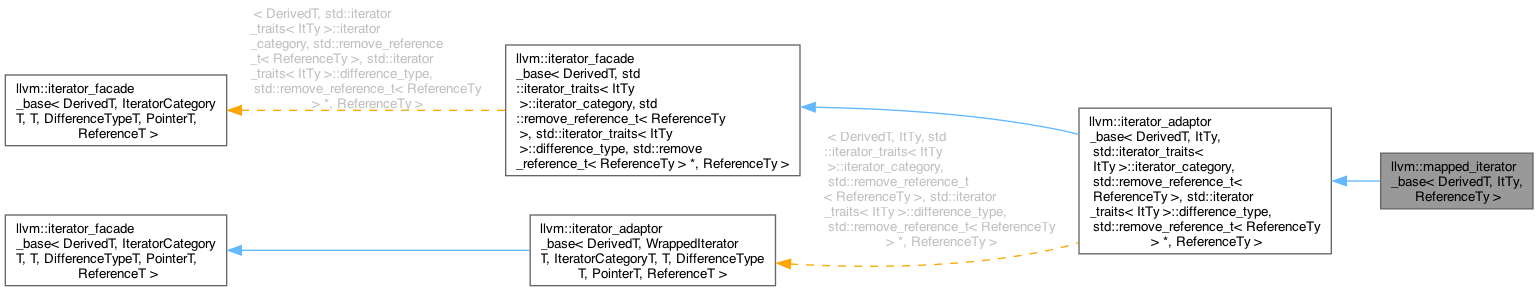 < DerivedT, std::iterator
_traits< ItTy >::iterator
_category, std::remove_reference
_t< ReferenceTy >, std::iterator
_traits< ItTy >::difference_type,
std::remove_reference_t< ReferenceTy
> *, ReferenceTy >
llvm::iterator_facade
_base< DerivedT, IteratorCategory
T, T, DifferenceTypeT, PointerT,
ReferenceT >
llvm::iterator_facade
_base< DerivedT, std
::iterator_traits< ItTy
>::iterator_category, std
::remove_reference_t< ReferenceTy
>, std::iterator_traits< ItTy
>::difference_type, std::remove
_reference_t< ReferenceTy > *, ReferenceTy >
< DerivedT, ItTy, std
::iterator_traits< ItTy
>::iterator_category,
std::remove_reference_t
< ReferenceTy >, std::iterator
_traits< ItTy >::difference_type,
std::remove_reference_t< ReferenceTy
> *, ReferenceTy >
llvm::iterator_adaptor
_base< DerivedT, ItTy,
std::iterator_traits<
ItTy >::iterator_category,
std::remove_reference_t<
ReferenceTy >, std::iterator
_traits< ItTy >::difference_type,
std::remove_reference_t< ReferenceTy
> *, ReferenceTy >
llvm::mapped_iterator
_base< DerivedT, ItTy,
ReferenceTy >
llvm::iterator_facade
_base< DerivedT, IteratorCategory
T, T, DifferenceTypeT, PointerT,
ReferenceT >
llvm::iterator_adaptor
_base< DerivedT, WrappedIterator
T, IteratorCategoryT, T, DifferenceType
T, PointerT, ReferenceT >